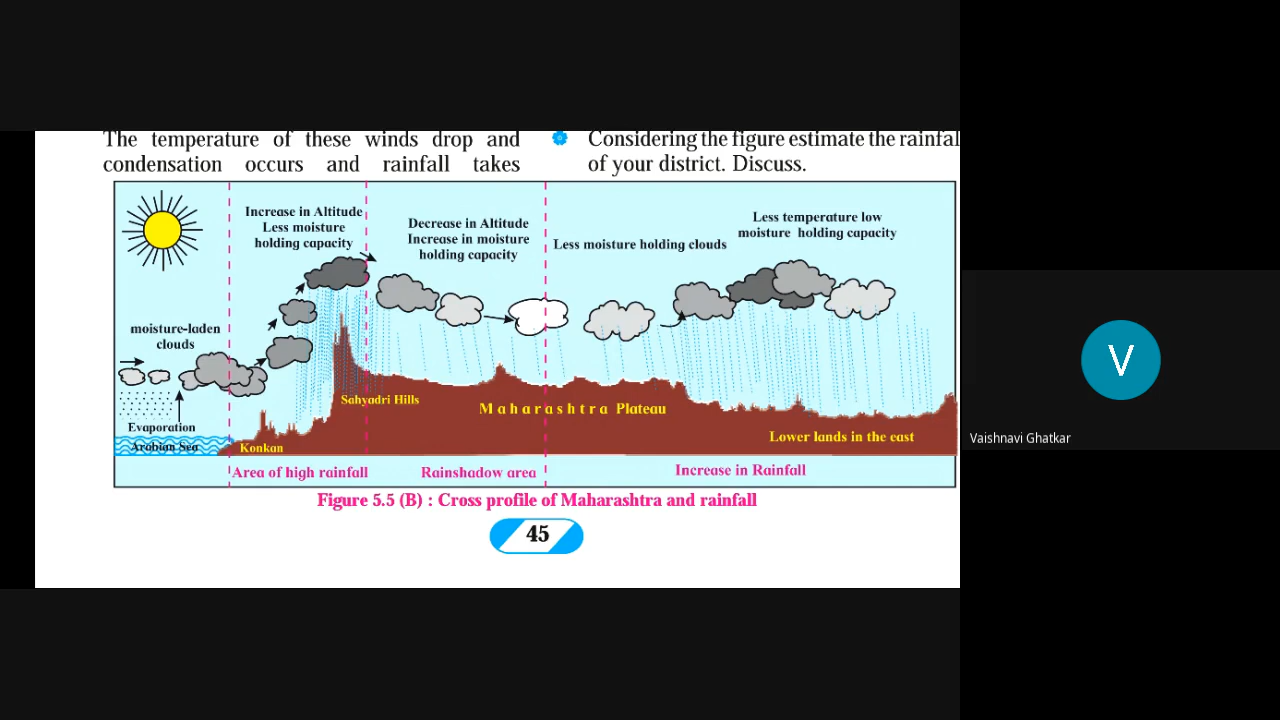 The temperature of these winds drop and
condensation occurs and rainfall takes
Considering the figure estimate the rainfal
of your district. Discuss.
Increase in Altitude
Less moisture
holding capacity
Decrease in Altitude
Increase in moisture
holding capacity
Less moisture holding clouds
Less temperature low
moisture holding capacity
moisture-laden
clouds
Evaporation
Arabian Sea
Konkan
Sahyadri Hills
Maharashtra Plateau
Lower lands in the east
Area of high rainfall
Rainshadow area
Increase in Rainfall
Figure 5.5 (B) : Cross profile of Maharashtra and rainfall
45
V
Vaishnavi Ghatkar